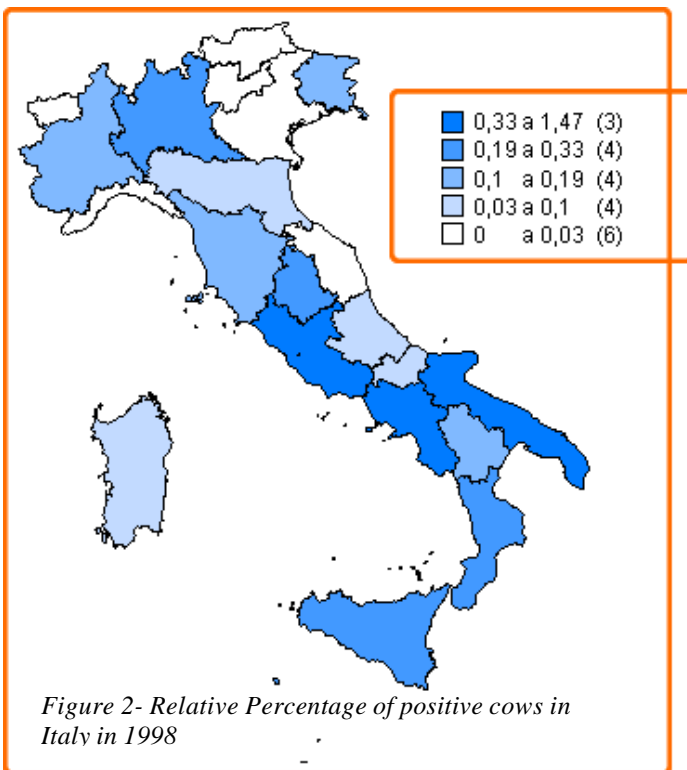 0,33 a 1,47 (3)
0,19 a 0,33 (4)
0,1 a 0,19 (4)
0,03 a 0,1 (4)
0 a 0,03 (6)
Figure 2- Relative Percentage of positive cows in
Italy in 1998